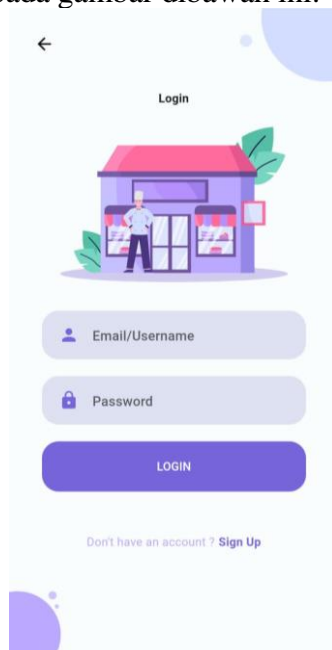 pada gambar dibawah ini.
Login
Email/Username
Password
LOGIN
Don't have an account ? Sign Up